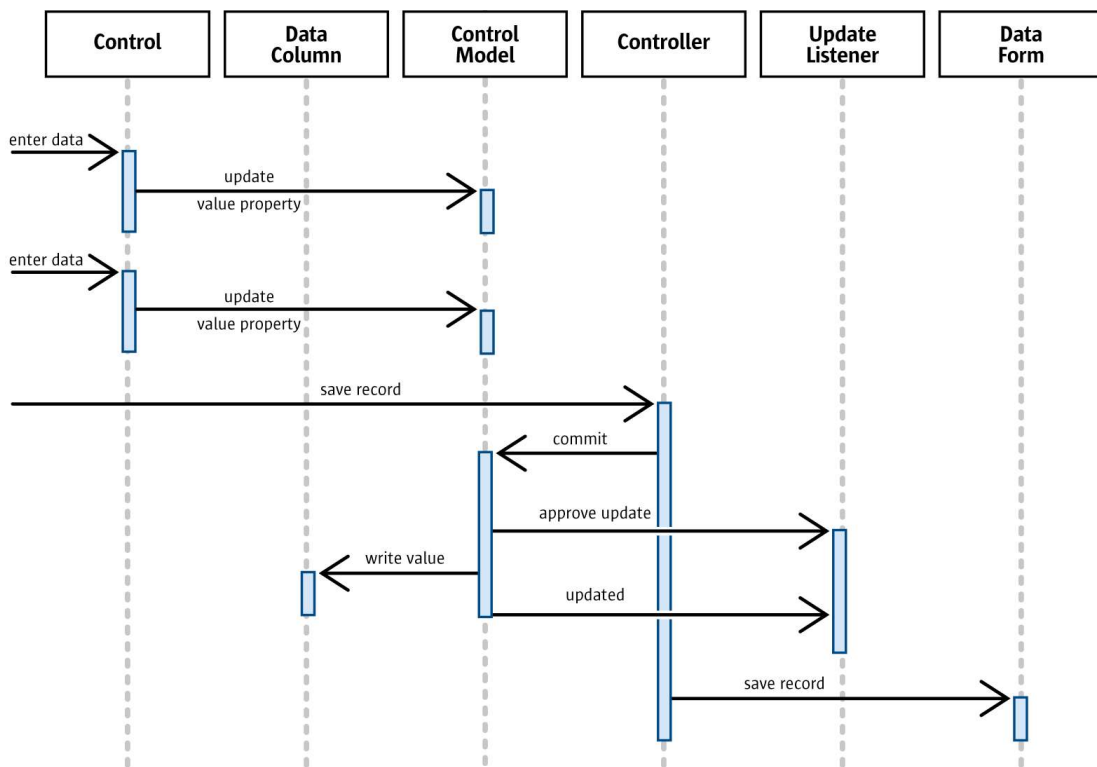 Control
Data
Column
Control
Model
Controller
Update
Listener
Data
Form
enter data
update
value property
enter data
update
value property
save record
commit
approve update
write value
updated
save record